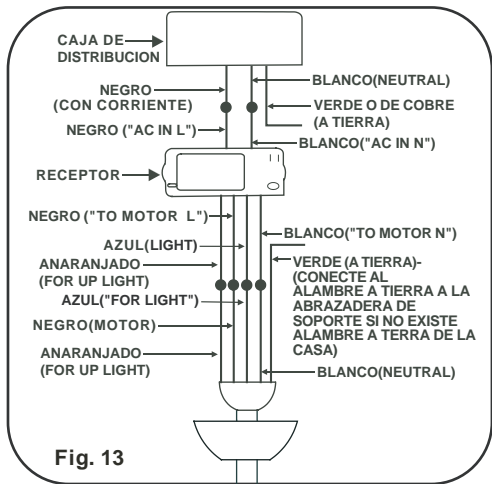 CAJA DE
DISTRIBUCION
NEGRO
(CON CORRIENTE)
NEGRO ("AC IN L")
BLANCO(NEUTRAL)
VERDE O DE COBRE
(A TIERRA)
BLANCO("AC IN N")
RECEPTOR
NEGRO ("TO MOTOR L")
AZUL(LIGHT)
ANARANJADO
(FOR UP LIGHT)
AZUL("FOR LIGHT")
NEGRO(MOTOR)
ANARANJADO
(FOR UP LIGHT)
BLANCO("TO MOTOR N")
VERDE (A TIERRA)-
(CONECTE AL
ALAMBRE A TIERRA A LA
ABRAZADERA DE
SOPORTE SI NO EXISTE
ALAMBRE A TERRA DE LA
CASA)
BLANCO(NEUTRAL)
Fig. 13